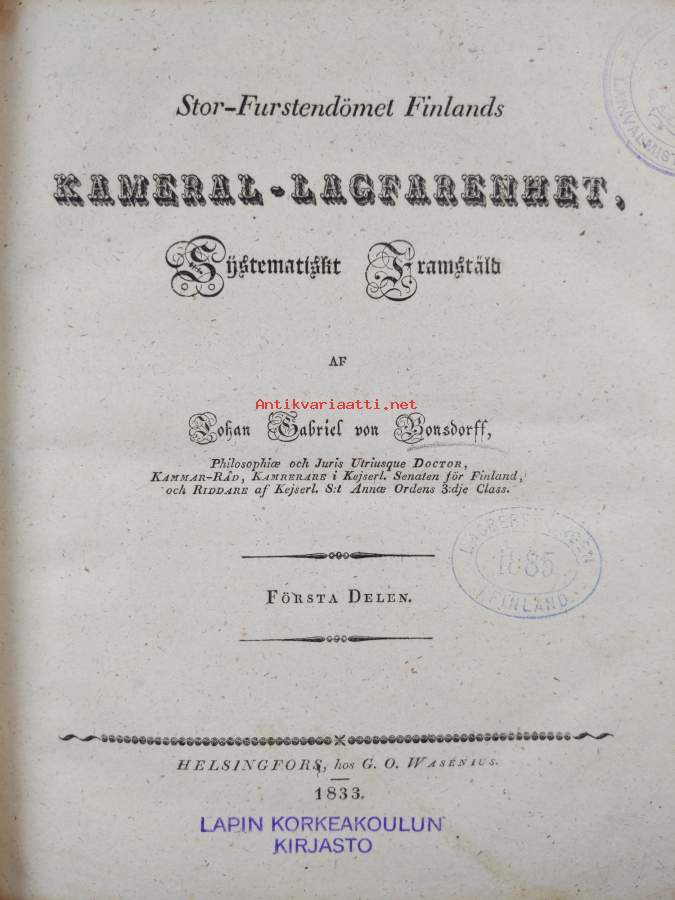 Stor-Furstendömet Finlands
KAMERAL-LAGFARENHET,
Systematiskt Framstäld
AF
Antikvariaatti.net
Johan Gabriel von Bonsdorff,
Philosophiæ och Juris Utriusque DOCTOR,
KAMMAR-RÅD, KAMRERARE i Kejserl. Senaten för Finland,
och RIDDARE af Kejserl. S:t Annæ Ordens 3:dje Class.
1885
I FINLAND.
FÖRSTA DELEN.
HELSINGFORS, hos G. O. WASENIUS.
1833.
LAPIN KORKEAKOULUN
KIRJASTO